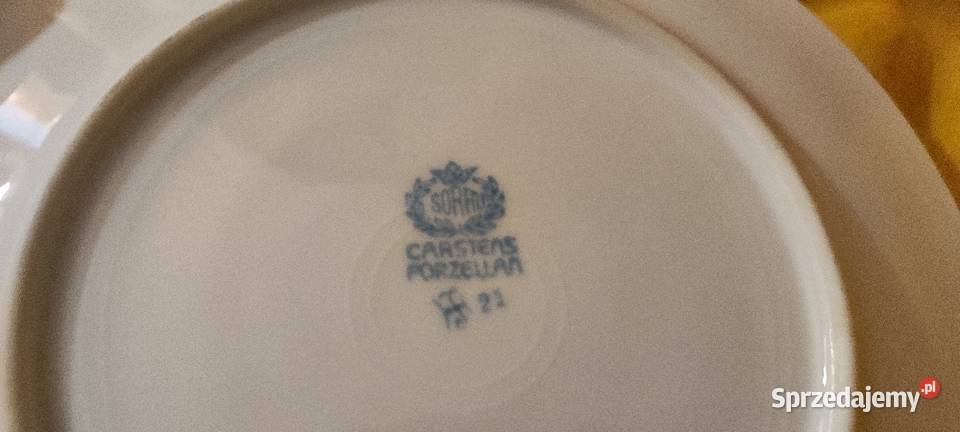 SORAU
CARSTENS
PORZELLAN
21
Sprzedajemy.pl